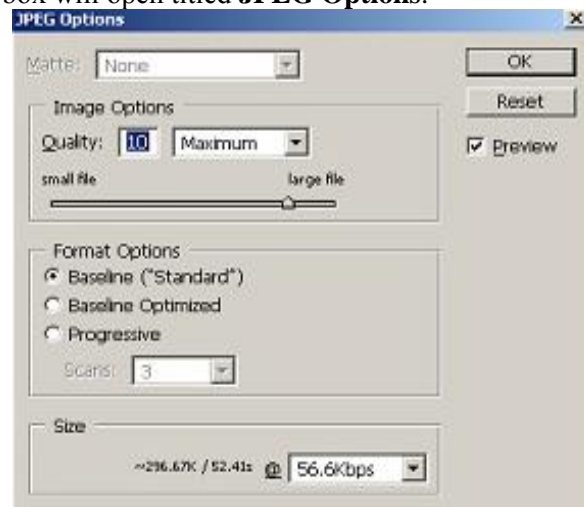 box will open titled JPEG Options.
JPEG Options
Matte: None
OK
Image Options
Reset
Quality: 10 Maximum
Preview
small file large file
Format Options
Baseline ("Standard")
Baseline Optimized
Progressive
Scans: 3
Size
~296.67K / 52.41s @ 56.6Kbps